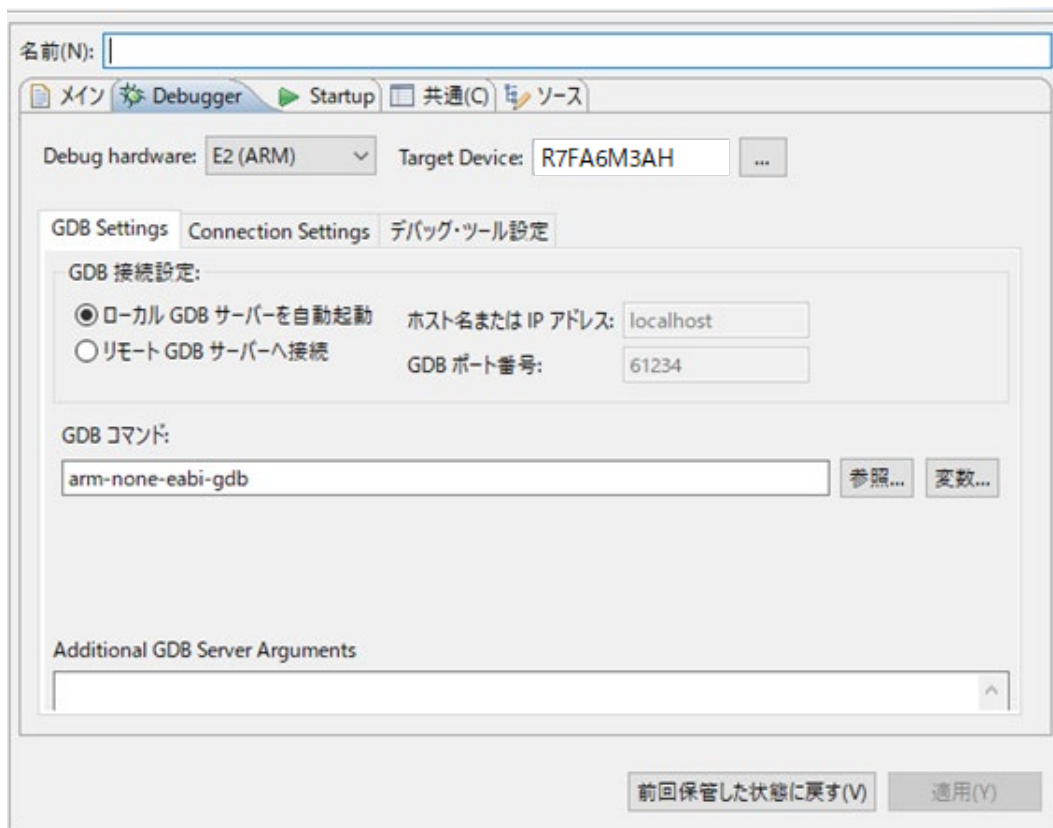 名前(N):
メイン Debugger Startup 共通(C) ソース
Debug hardware: E2 (ARM) Target Device: R7FA6M3AH ...
GDB Settings Connection Settings デバッグ・ツール設定
GDB 接続設定:
ローカル GDB サーバーを自動起動 ホスト名または IP アドレス: localhost
リモート GDB サーバーへ接続 GDB ポート番号: 61234
GDB コマンド:
arm-none-eabi-gdb 参照... 変数...
Additional GDB Server Arguments
前回保管した状態に戻す(V) 適用(Y)